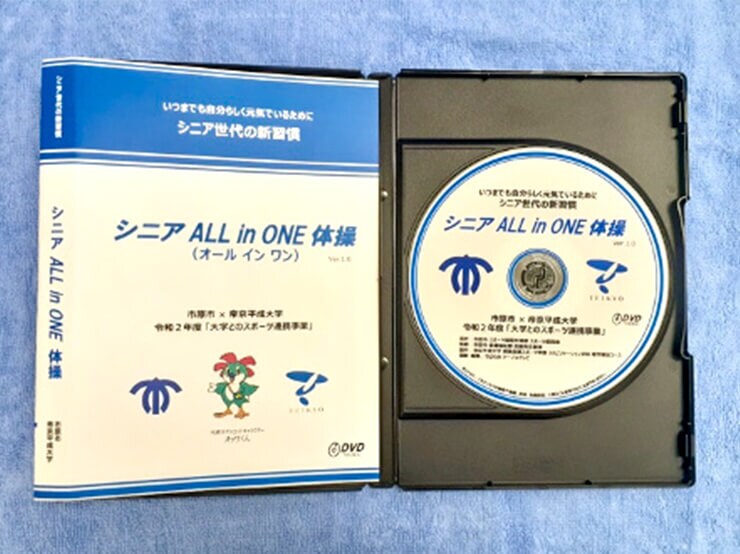 シニア世代の新習慣
シニア ALL in ONE 体操
市原市
帝京平成大学
いつまでも自分らしく元気でいるために
シニア世代の新習慣
シニア ALL in ONE 体操
(オール イン ワン)
Ver 1.0
市原市 × 帝京平成大学
令和2年度「大学とのスポーツ連携事業」
TEIKYO
DVD
いつまでも自分らしく元気でいるために
シニア世代の新習慣
シニア ALL in ONE 体操
Ver 1.0
TEIKYO
市原市 × 帝京平成大学
令和2年度「大学とのスポーツ連携事業」
DVD